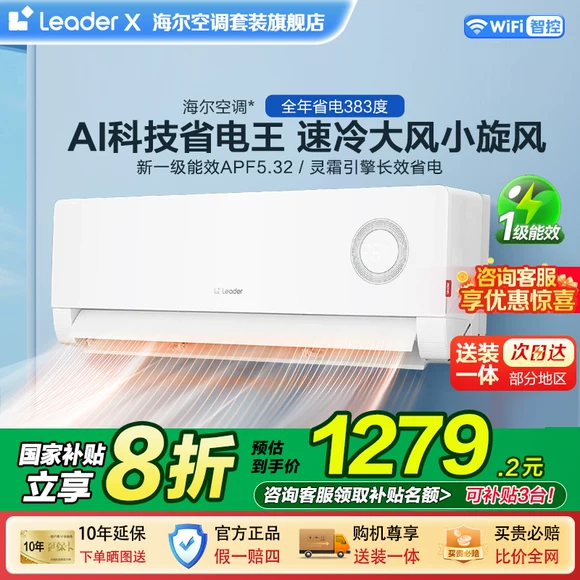 Leader X 海尔空调套装旗舰店
WiFi 智控
海尔空调* 全年省电383度
AI科技省电王 速冷大风小旋风
新一级能效APF5.32 / 灵霜引擎长效省电
1级能效
Leader
咨询客服
享优惠惊喜
送装一体 次日达 部分地区
国家补贴
立享
8折
预估
到手价
1279.2元
咨询客服领取补贴名额> 可补贴3台!
10年
10年延保
下单晒图送
官方正品
假一赔四
购机尊享
送装一体
买贵必赔
买贵必赔
比价全网